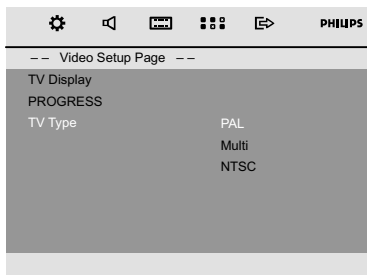 PHILIPS
-- Video Setup Page --
TV Display
PROGRESS
TV Type PAL
Multi
NTSC